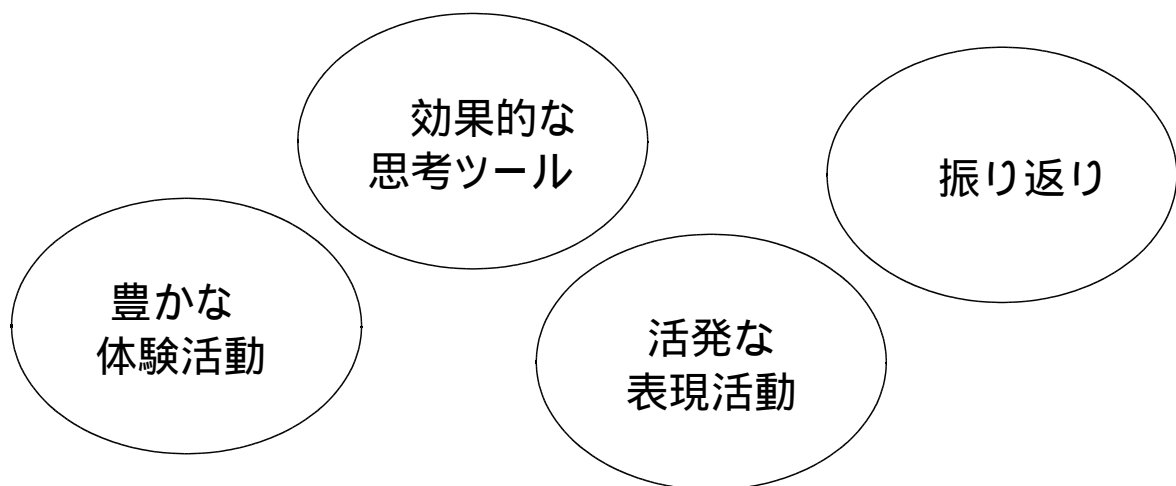 効果的な
思考ツール
振り返り
豊かな
体験活動
活発な
表現活動